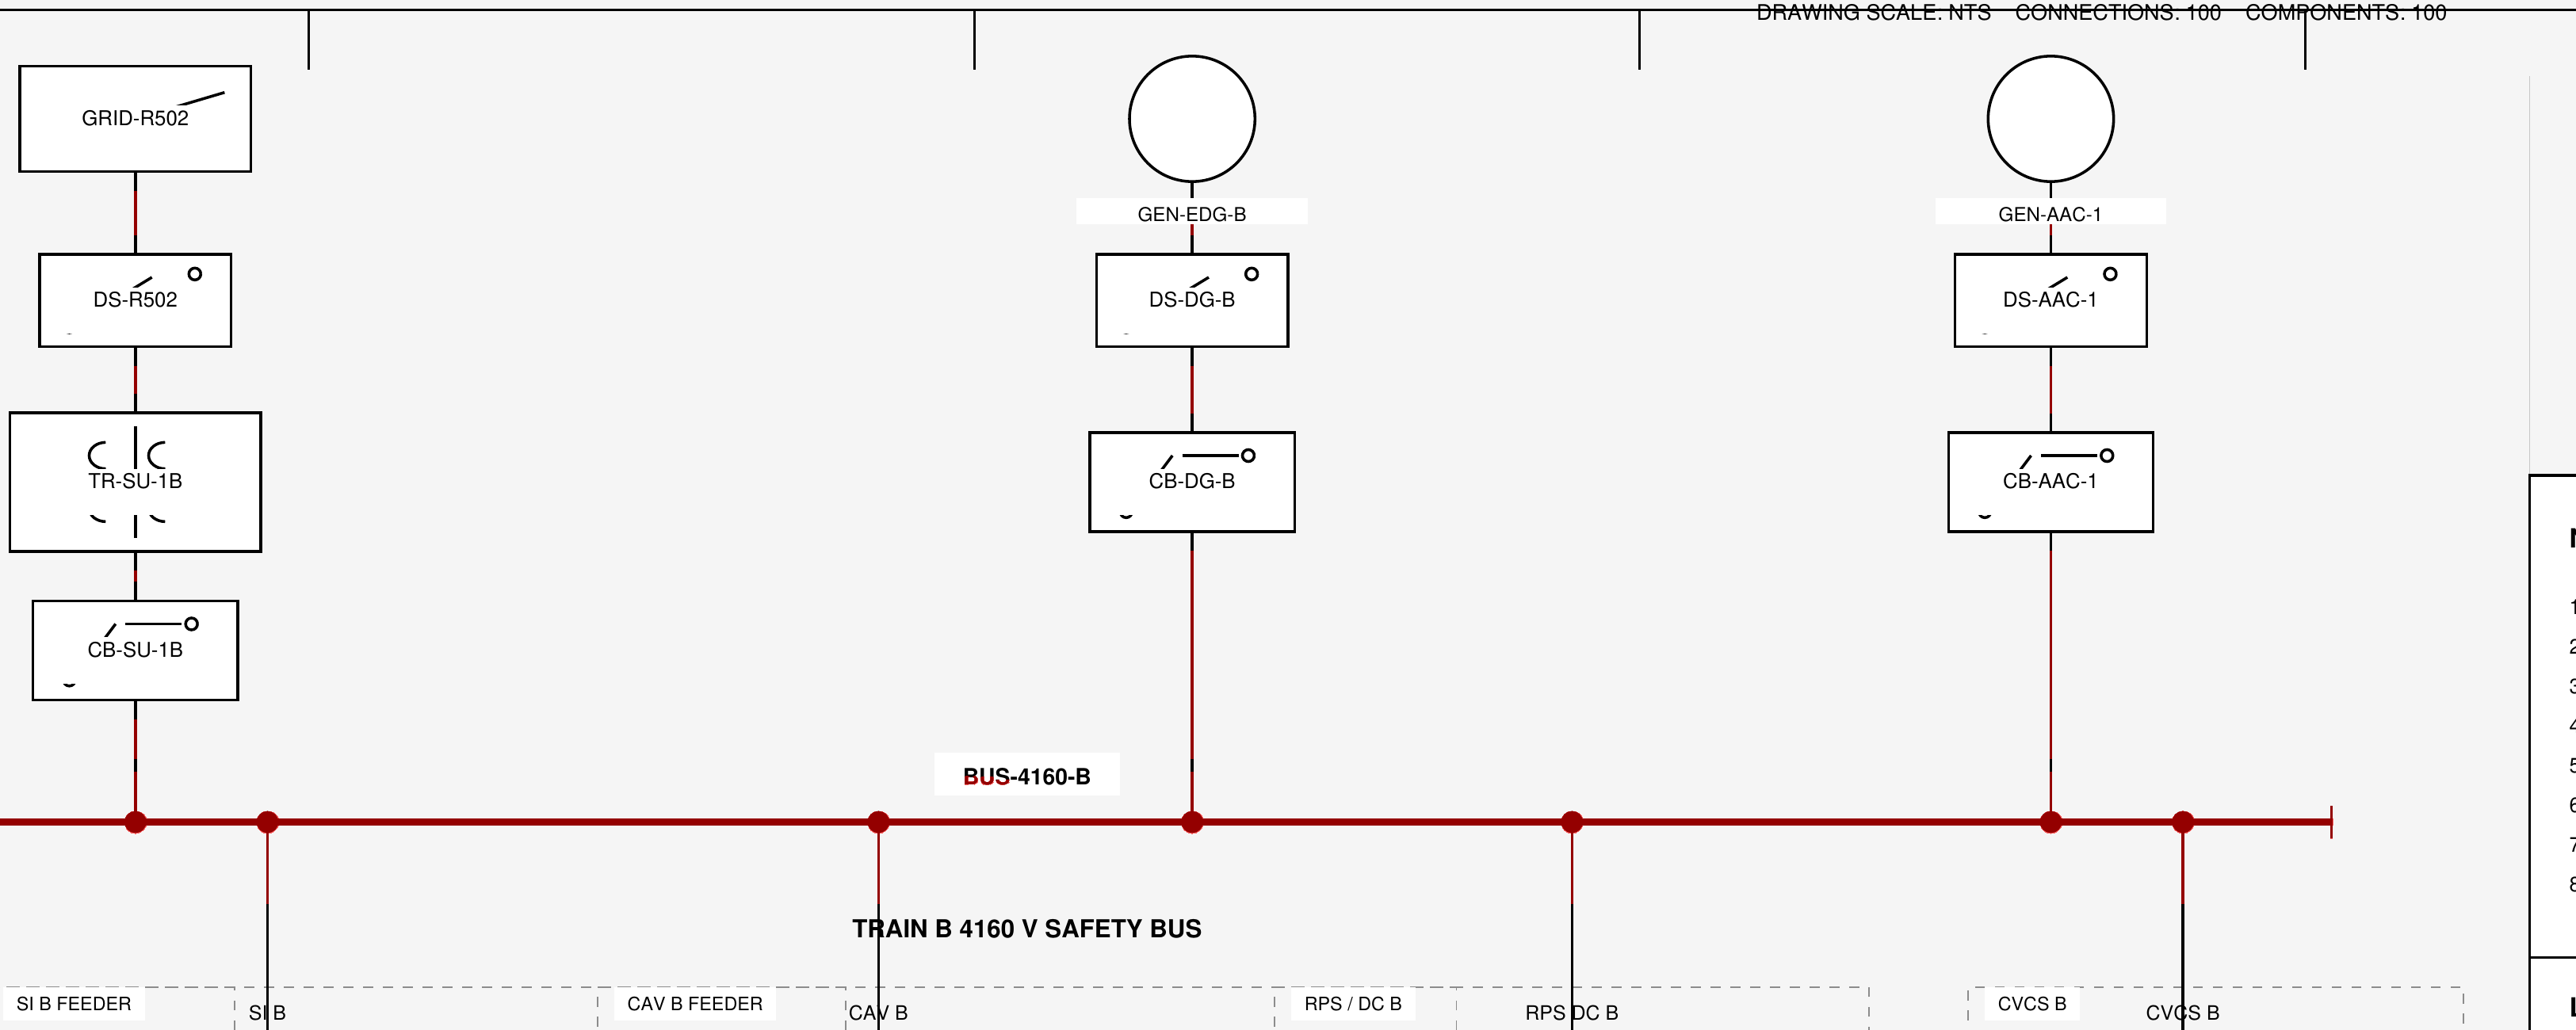 DRAWING SCALE: NTS CONNECTIONS: 100 COMPONENTS: 100
GRID-R502
GEN-EDG-B
GEN-AAC-1
DS-R502
DS-DG-B
DS-AAC-1
TR-SU-1B
CB-DG-B
CB-AAC-1
CB-SU-1B
BUS-4160-B
TRAIN B 4160 V SAFETY BUS
SI B FEEDER
SI B
CAV B FEEDER
CAV B
RPS / DC B
RPS DC B
CVCS B
CVCS B